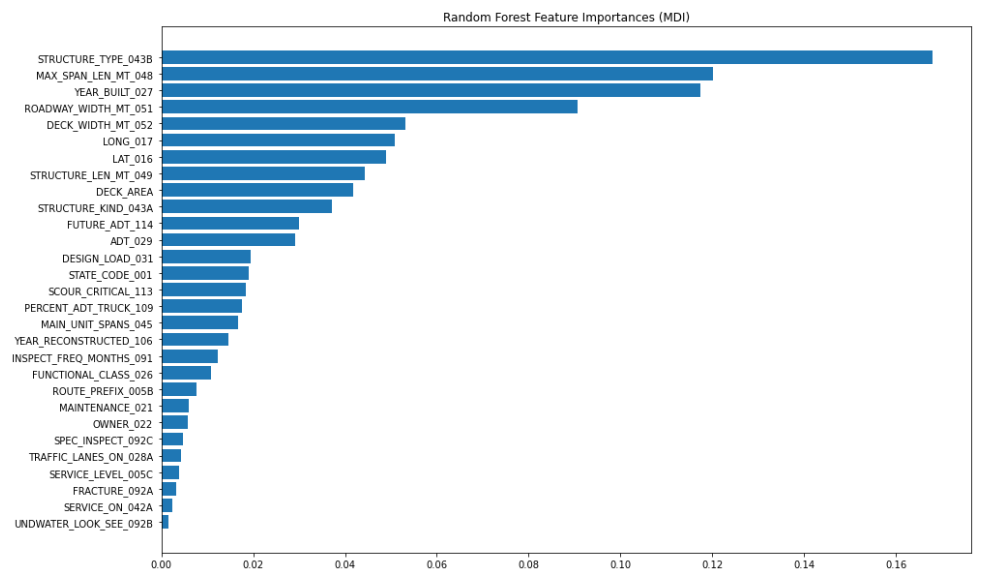 Random Forest Feature Importances (MDI)
STRUCTURE_TYPE_043B
MAX_SPAN_LEN_MT_048
YEAR_BUILT_027
ROADWAY_WIDTH_MT_051
DECK_WIDTH_MT_052
LONG_017
LAT_016
STRUCTURE_LEN_MT_049
DECK_AREA
STRUCTURE_KIND_043A
FUTURE_ADT_114
ADT_029
DESIGN_LOAD_031
STATE_CODE_001
SCOUR_CRITICAL_113
PERCENT_ADT_TRUCK_109
MAIN_UNIT_SPANS_045
YEAR_RECONSTRUCTED_106
INSPECT_FREQ_MONTHS_091
FUNCTIONAL_CLASS_026
ROUTE_PREFIX_005B
MAINTENANCE_021
OWNER_022
SPEC_INSPECT_092C
TRAFFIC_LANES_ON_028A
SERVICE_LEVEL_005C
FRACTURE_092A
SERVICE_ON_042A
UNDWATER_LOOK_SEE_092B
0.00 0.02 0.04 0.06 0.08 0.10 0.12 0.14 0.16